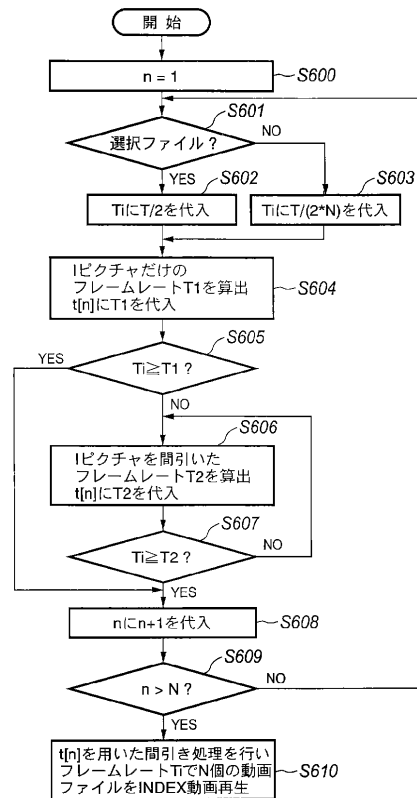 開 始
n = 1
S600
S601
選択ファイル?
NO
YES
S602
S603
TiにT/2を代入
TiにT/(2*N)を代入
Iピクチャだけの
フレームレートT1を算出
t[n]にT1を代入
S604
S605
YES
Ti≧T1 ?
NO
S606
Iピクチャを間引いた
フレームレートT2を算出
t[n]にT2を代入
S607
Ti≧T2 ?
NO
YES
nにn+1を代入
S608
S609
n > N ?
NO
YES
t[n]を用いた間引き処理を行い
フレームレートTiでN個の動画
ファイルをINDEX動画再生
S610